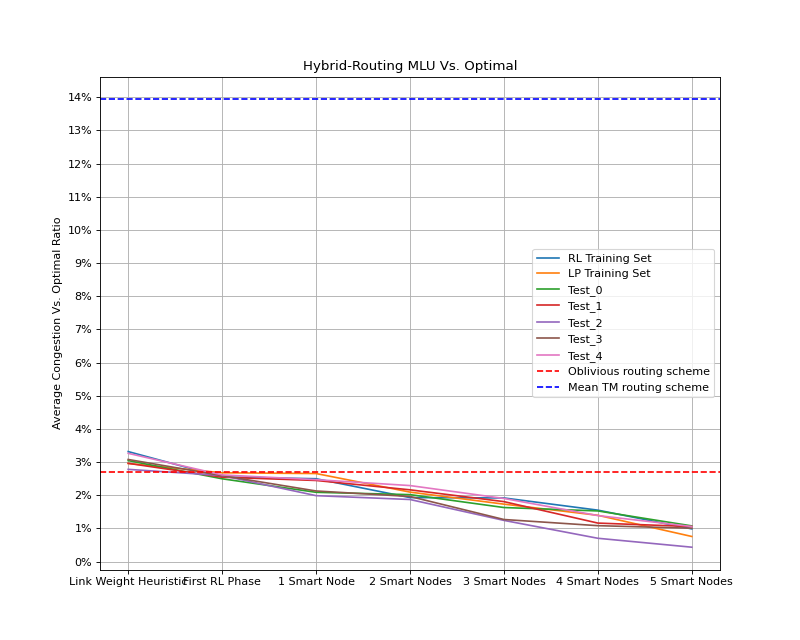 Hybrid-Routing MLU Vs. Optimal
Average Congestion Vs. Optimal Ratio
14%
13%
12%
11%
10%
9%
8%
7%
6%
5%
4%
3%
2%
1%
0%
RL Training Set
LP Training Set
Test_0
Test_1
Test_2
Test_3
Test_4
Oblivious routing scheme
Mean TM routing scheme
Link Weight Heuristic First RL Phase 1 Smart Node 2 Smart Nodes 3 Smart Nodes 4 Smart Nodes 5 Smart Nodes